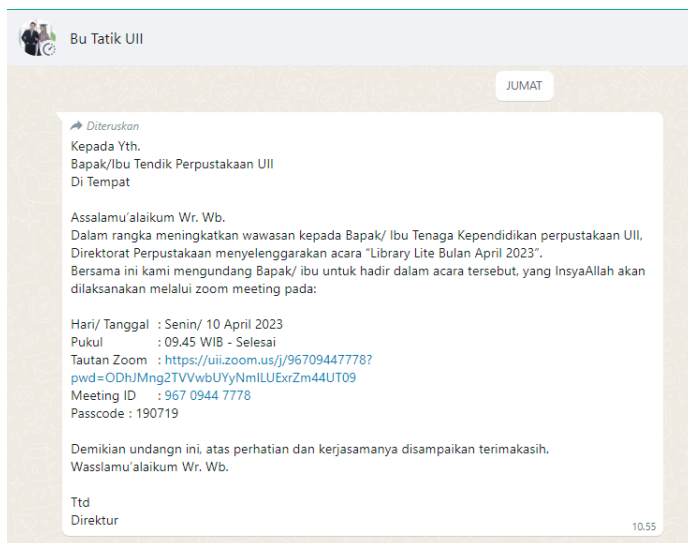 Bu Tatik UII
JUMAT
Diteruskan
Kepada Yth.
Bapak/Ibu Tendik Perpustakaan UII
Di Tempat
Assalamu'alaikum Wr. Wb.
Dalam rangka meningkatkan wawasan kepada Bapak/ Ibu Tenaga Kependidikan perpustakaan UII,
Direktorat Perpustakaan menyelenggarakan acara "Library Lite Bulan April 2023".
Bersama ini kami mengundang Bapak/ ibu untuk hadir dalam acara tersebut, yang InsyaAllah akan
dilaksanakan melalui zoom meeting pada:
Hari/ Tanggal : Senin/ 10 April 2023
Pukul : 09.45 WIB - Selesai
Tautan Zoom : https://uii.zoom.us/j/96709447778?
pwd=ODhJMng2TVVwbUYyNmlLUExrZm44UT09
Meeting ID : 967 0944 7778
Passcode : 190719
Demikian undangn ini, atas perhatian dan kerjasamanya disampaikan terimakasih.
Wasslamu'alaikum Wr. Wb.
Ttd
Direktur
10.55